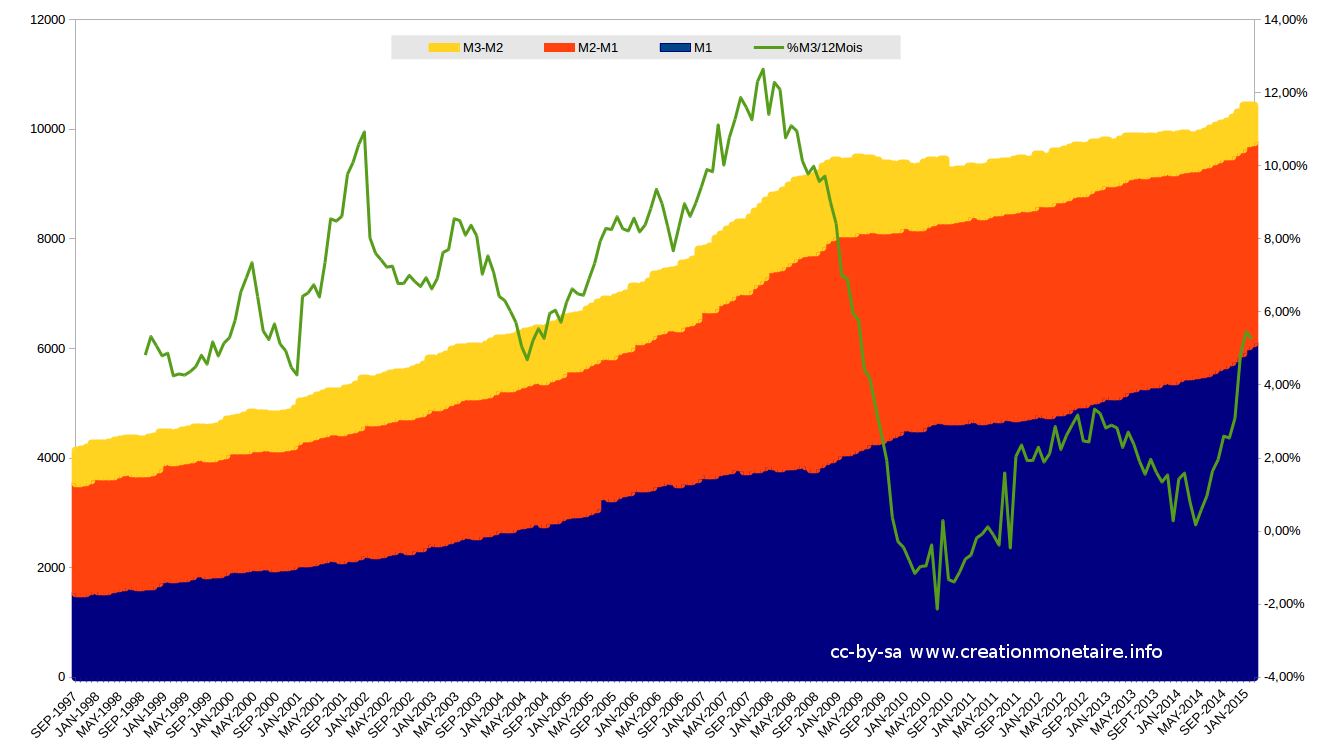 12000
10000
8000
6000
4000
2000
0
M3-M2 M2-M1 M1 %M3/12Mois
14,00%
12,00%
10,00%
8,00%
6,00%
4,00%
2,00%
0,00%
-2,00%
-4,00%
cc-by-sa www.creationmonetaire.info
SEP-1997
JAN-1998
MAY-1998
SEP-1998
JAN-1999
MAY-1999
SEP-1999
JAN-2000
MAY-2000
SEP-2000
JAN-2001
MAY-2001
SEP-2001
JAN-2002
MAY-2002
SEP-2002
JAN-2003
MAY-2003
SEP-2003
JAN-2004
MAY-2004
SEP-2004
JAN-2005
MAY-2005
SEP-2005
JAN-2006
MAY-2006
SEP-2006
JAN-2007
MAY-2007
SEP-2007
JAN-2008
MAY-2008
SEP-2008
JAN-2009
MAY-2009
SEP-2009
JAN-2010
MAY-2010
SEP-2010
JAN-2011
MAY-2011
SEP-2011
JAN-2012
MAY-2012
SEP-2012
JAN-2013
MAY-2013
SEPT-2013
JAN-2014
MAY-2014
SEP-2014
JAN-2015